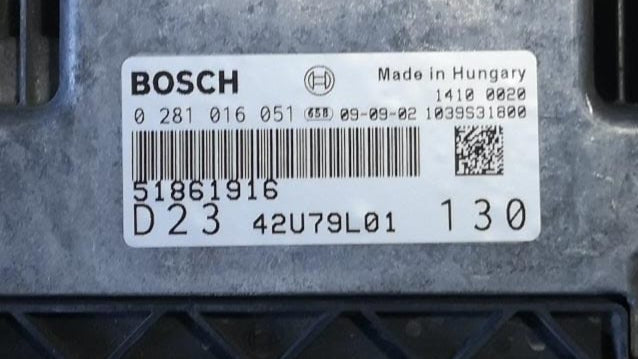 BOSCH Made in Hungary
1410 0020
0 281 016 051 658 09-09-02 1039S31800
51861916
D23 42U79L01 130